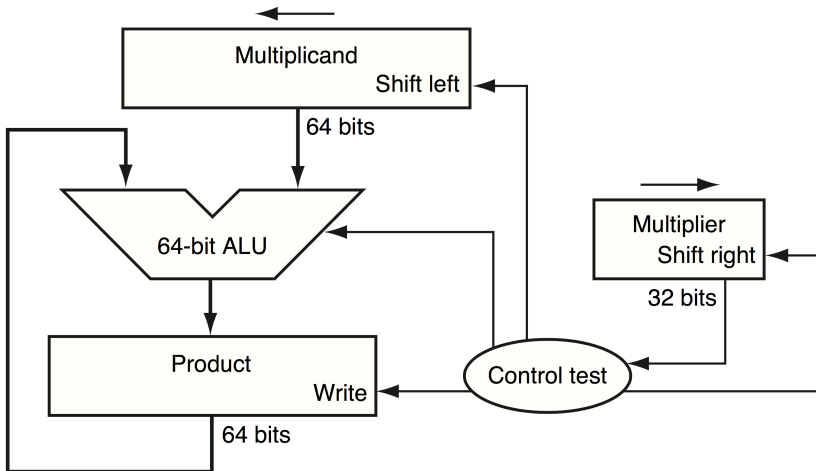 Multiplicand
Shift left
64 bits
64-bit ALU
Multiplier
Shift right
32 bits
Product
Write
Control test
64 bits